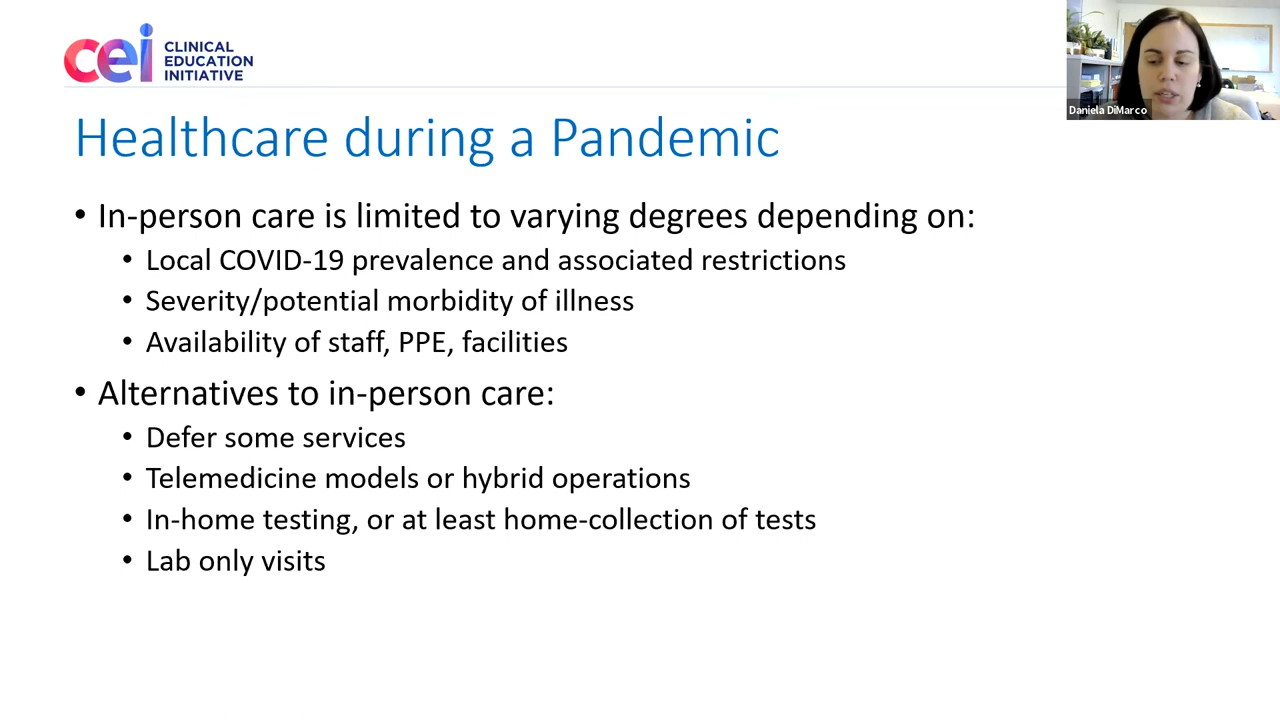 cei CLINICAL
EDUCATION
INITIATIVE
Daniela DiMarco
Healthcare during a Pandemic
• In-person care is limited to varying degrees depending on:
• Local COVID-19 prevalence and associated restrictions
• Severity/potential morbidity of illness
• Availability of staff, PPE, facilities
• Alternatives to in-person care:
• Defer some services
• Telemedicine models or hybrid operations
• In-home testing, or at least home-collection of tests
• Lab only visits